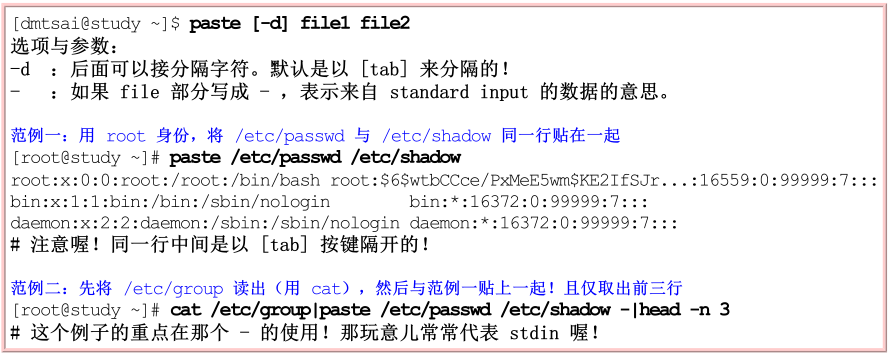 [dmtsai@study ~]$ paste [-d] file1 file2
选项与参数：
-d  ：后面可以接分隔字符。默认是以 [tab] 来分隔的！
-   ：如果 file 部分写成 - ，表示来自 standard input 的数据的意思。
范例一：用 root 身份，将 /etc/passwd 与 /etc/shadow 同一行贴在一起
[root@study ~]# paste /etc/passwd /etc/shadow
root:x:0:0:root:/root:/bin/bash root:$6$wtbCCce/PxMeE5wm$KE2IfSJr...:16559:0:99999:7:::
bin:x:1:1:bin:/bin:/sbin/nologin        bin:*:16372:0:99999:7:::
daemon:x:2:2:daemon:/sbin:/sbin/nologin daemon:*:16372:0:99999:7:::
# 注意喔！同一行中间是以 [tab] 按键隔开的！
范例二：先将 /etc/group 读出（用 cat），然后与范例一贴上一起！且仅取出前三行
[root@study ~]# cat /etc/group|paste /etc/passwd /etc/shadow -|head -n 3
# 这个例子的重点在那个 - 的使用！那玩意儿常常代表 stdin 喔！